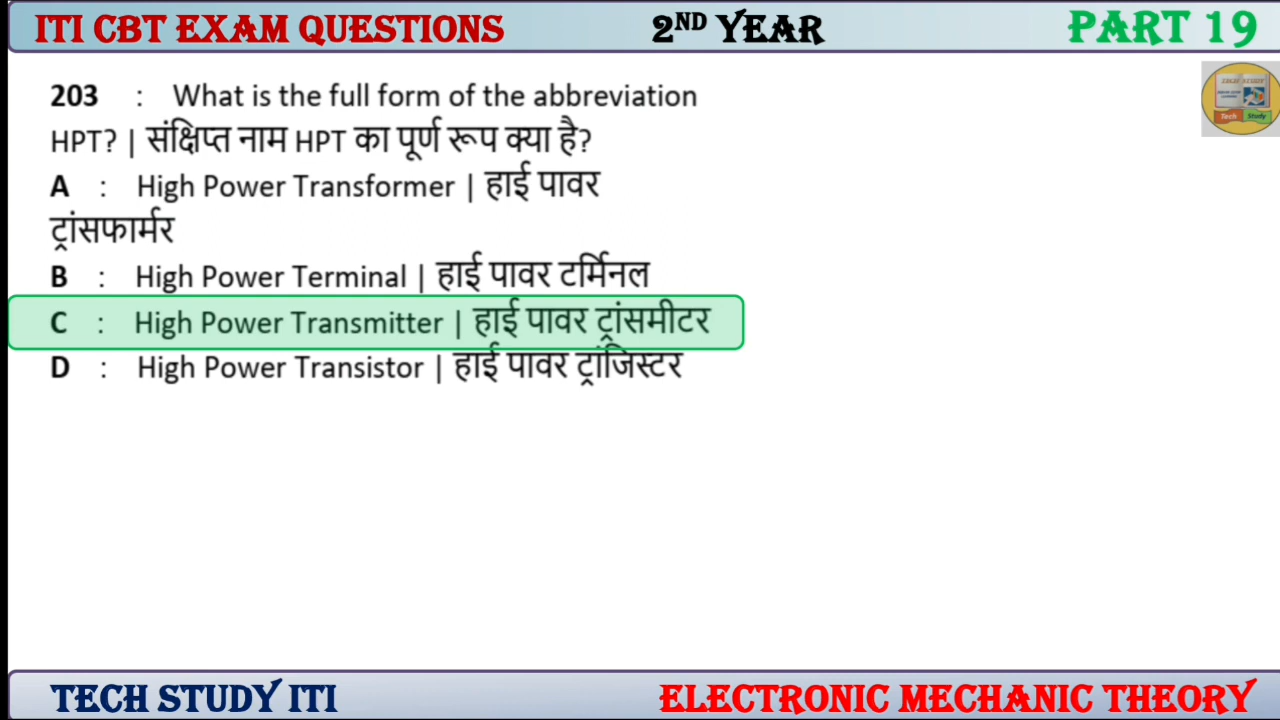 ITI CBT EXAM QUESTIONS 2ND YEAR PART 19
203 : What is the full form of the abbreviation
HPT? | संक्षिप्त नाम HPT का पूर्ण रूप क्या है?
A : High Power Transformer | हाई पावर
ट्रांसफार्मर
B : High Power Terminal | हाई पावर टर्मिनल
C : High Power Transmitter | हाई पावर ट्रांसमीटर
D : High Power Transistor | हाई पावर ट्रांजिस्टर
Tech Study
TECH STUDY ITI ELECTRONIC MECHANIC THEORY